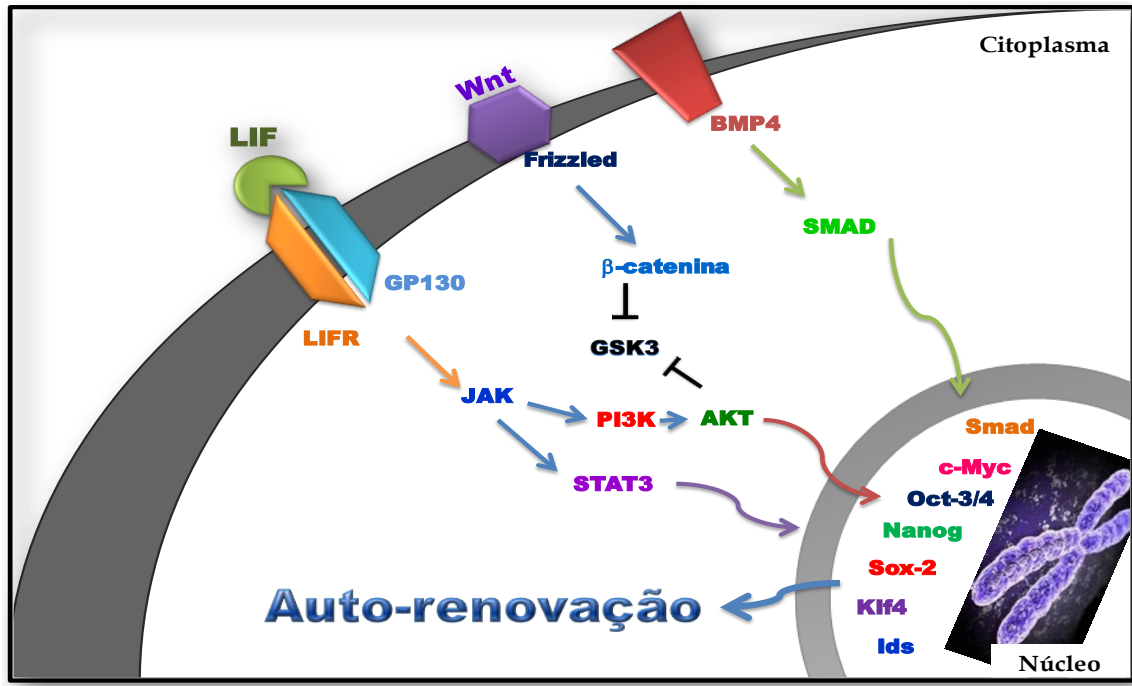 Citoplasma
Wnt
BMP4
LIF
Frizzled
SMAD
β-catenina
GP130
LIFR
GSK3
JAK
PI3K
AKT
STAT3
Smad
c-Myc
Oct-3/4
Nanog
Sox-2
Klf4
Ids
Auto-renovação
Núcleo